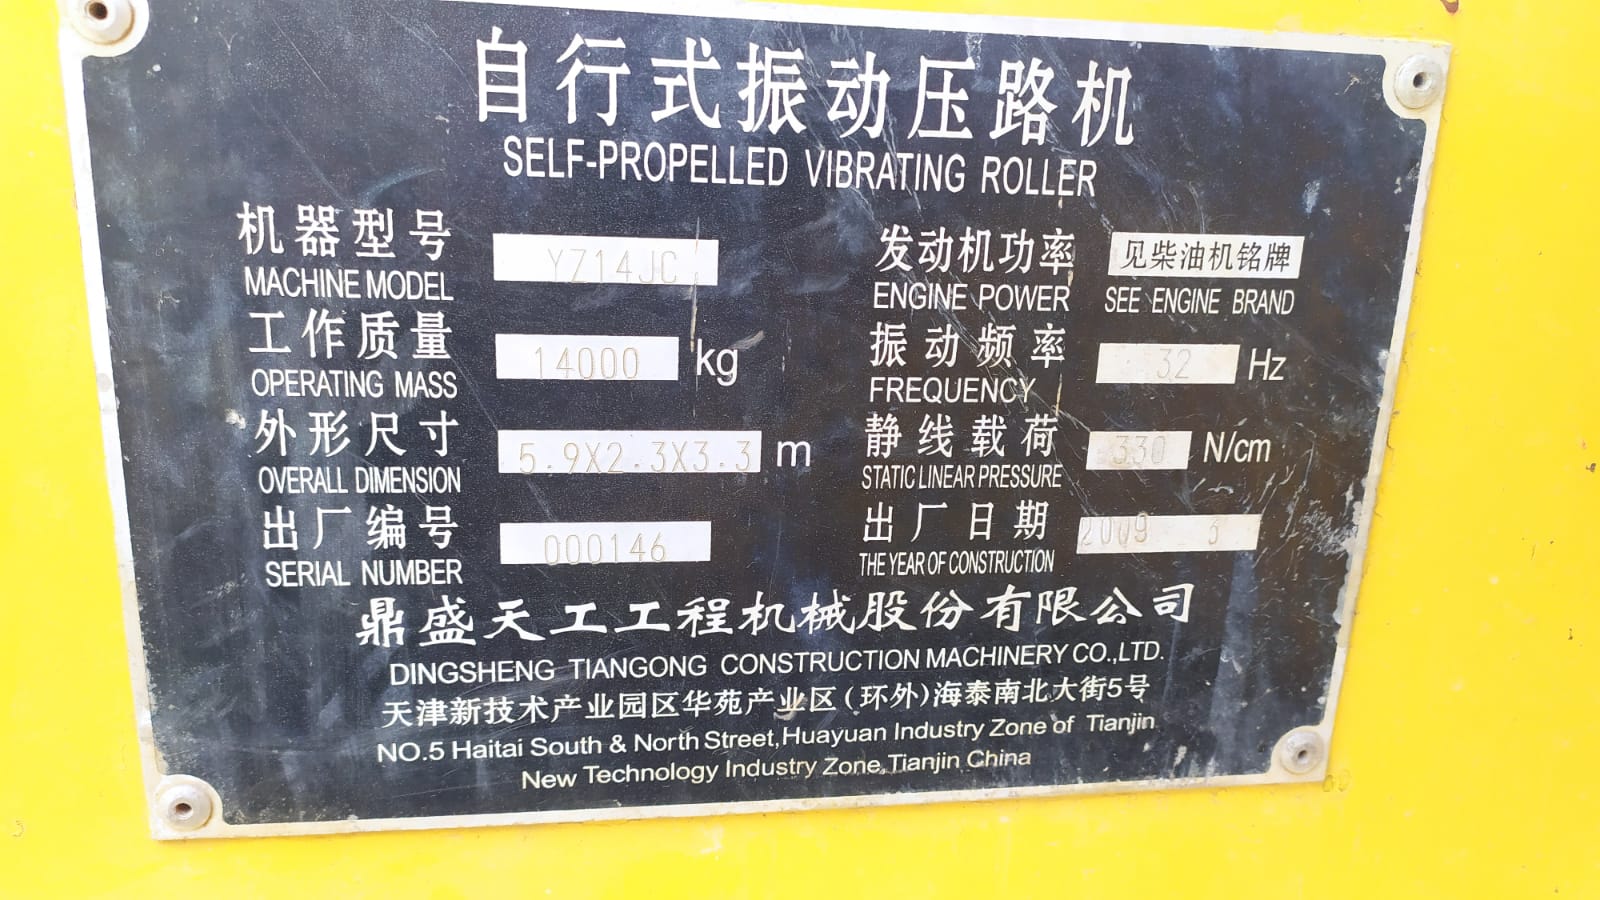 自行式振动压路机
SELF-PROPELLED VIBRATING ROLLER
机器型号 YZ14JC
MACHINE MODEL
工作质量 14000 kg
OPERATING MASS
外形尺寸 5.9X2.3X3.3 m
OVERALL DIMENSION
出厂编号 000146
SERIAL NUMBER
发动机功率 见柴油机铭牌
ENGINE POWER SEE ENGINE BRAND
振动频率 32 Hz
FREQUENCY
静线载荷 330 N/cm
STATIC LINEAR PRESSURE
出厂日期 2009 3
THE YEAR OF CONSTRUCTION
鼎盛天工工程机械股份有限公司
DINGSHENG TIANGONG CONSTRUCTION MACHINERY CO.,LTD.
天津新技术产业园区华苑产业区(环外)海泰南北大街5号
NO.5 Haitai South & North Street,Huayuan Industry Zone of Tianjin
New Technology Industry Zone,Tianjin China